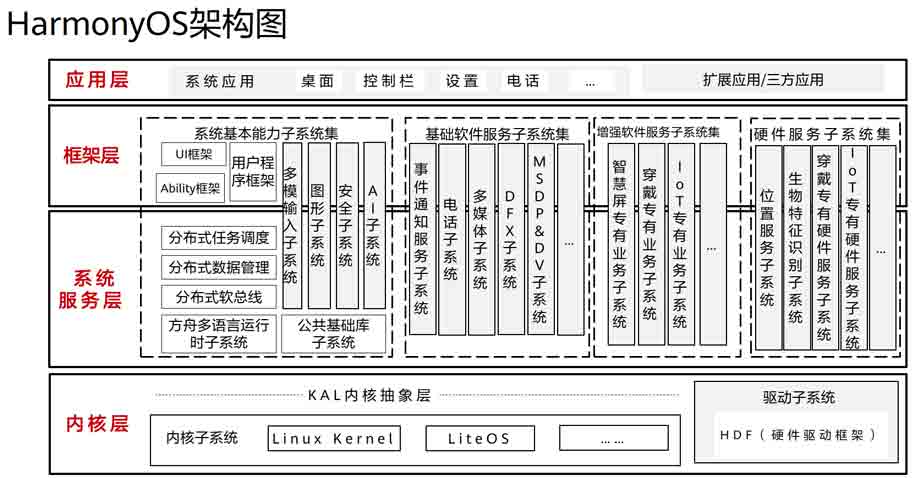 HarmonyOS架构图
应用层
系统应用
桌面
控制栏
设置
电话
...
扩展应用/三方应用
框架层
系统基本能力子系统集
UI框架
Ability框架
用户程
序框架
多模输入子系统
图形子系统
安全子系统
AI子系统
基础软件服务子系统集
事件通知服务子系统
电话子系统
多媒体子系统
DFX子系统
MSDP&DV子系统
...
增强软件服务子系统集
智慧屏专有业务子系统
穿戴专有业务子系统
IoT专有业务子系统
...
硬件服务子系统集
位置服务子系统
生物特征识别子系统
穿戴专有硬件服务子系统
IoT专有硬件服务子系统
...
系统
服务层
分布式任务调度
分布式数据管理
分布式软总线
方舟多语言运行
时子系统
公共基础库
子系统
内核层
KAL内核抽象层
内核子系统
Linux Kernel
LiteOS
... ...
驱动子系统
HDF(硬件驱动框架)